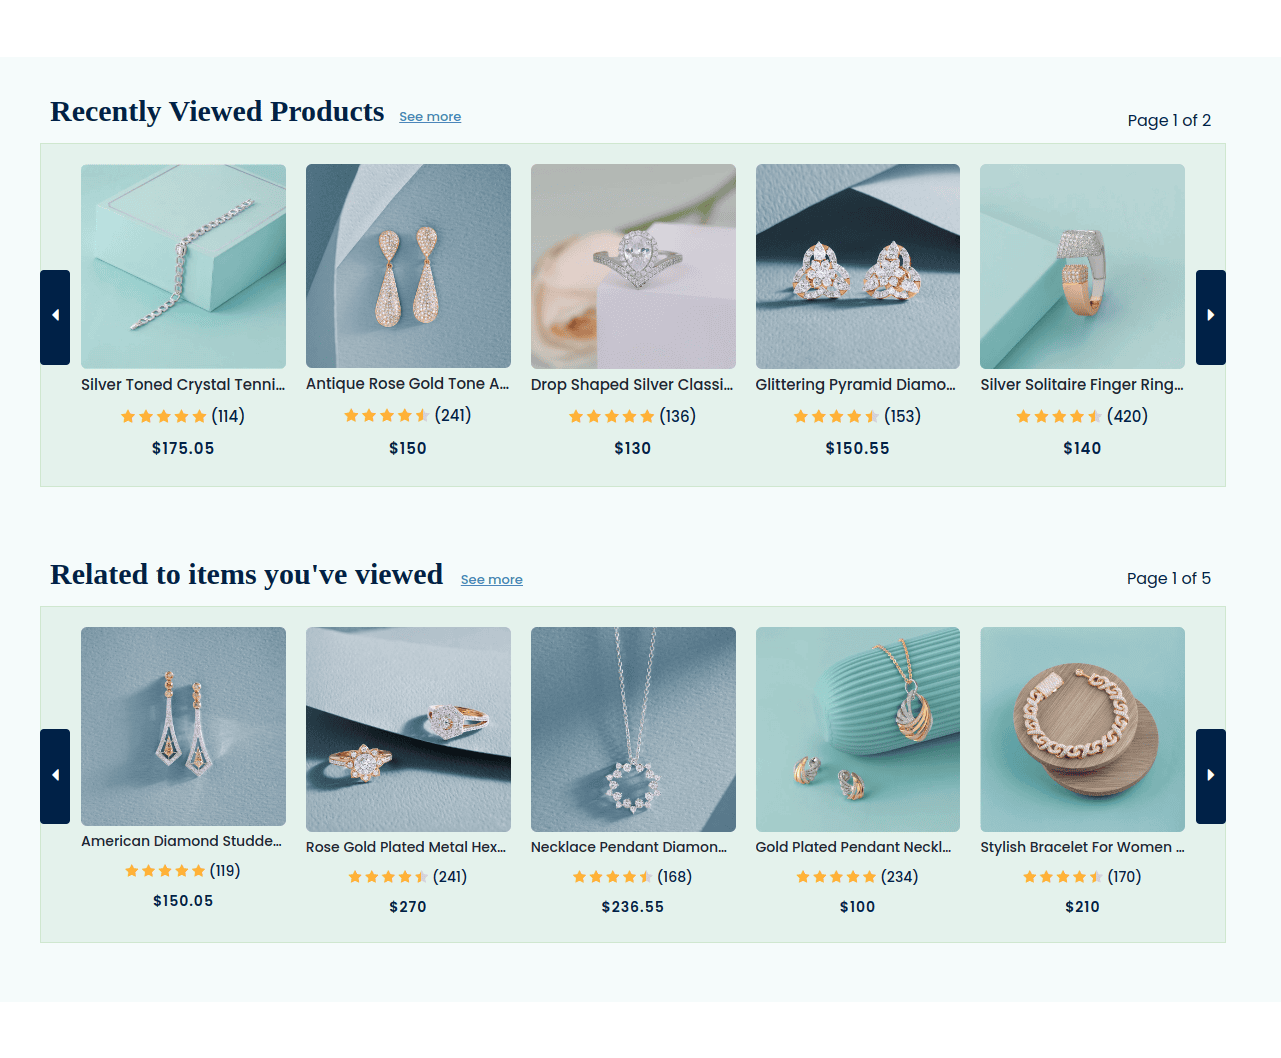 Recently Viewed Products See more Page 1 of 2
Silver Toned Crystal Tenni...
(114)
$175.05
Antique Rose Gold Tone A...
(241)
$150
Drop Shaped Silver Classi...
(136)
$130
Glittering Pyramid Diamo...
(153)
$150.55
Silver Solitaire Finger Ring...
(420)
$140
Related to items you've viewed See more Page 1 of 5
American Diamond Studde...
(119)
$150.05
Rose Gold Plated Metal Hex...
(241)
$270
Necklace Pendant Diamon...
(168)
$236.55
Gold Plated Pendant Neckl...
(234)
$100
Stylish Bracelet For Women ...
(170)
$210